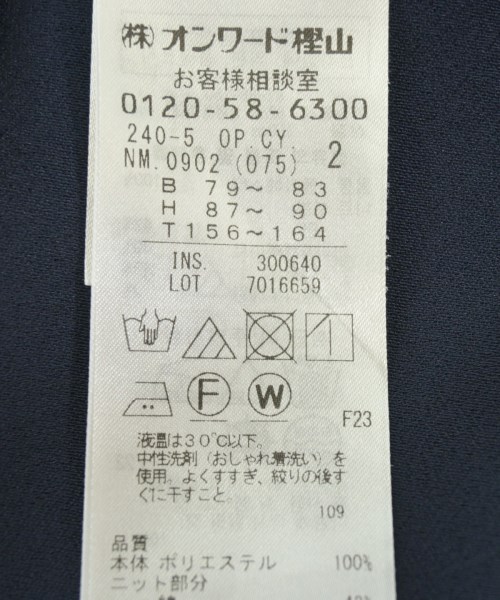 ㈱オンワード樫山
お客様相談室
0120-58-6300
240-5 OP.CY.
NM.0902 (075) 2
B 79～ 83
H 87～ 90
T156～164
INS. 300640
LOT 7016659
F W
F23
液温は30℃以下。
中性洗剤（おしゃれ着洗い）を
使用。よくすすぎ、絞りの後す
ぐに干すこと。
109
品質
本体 ポリエステル 100%
ニット部分